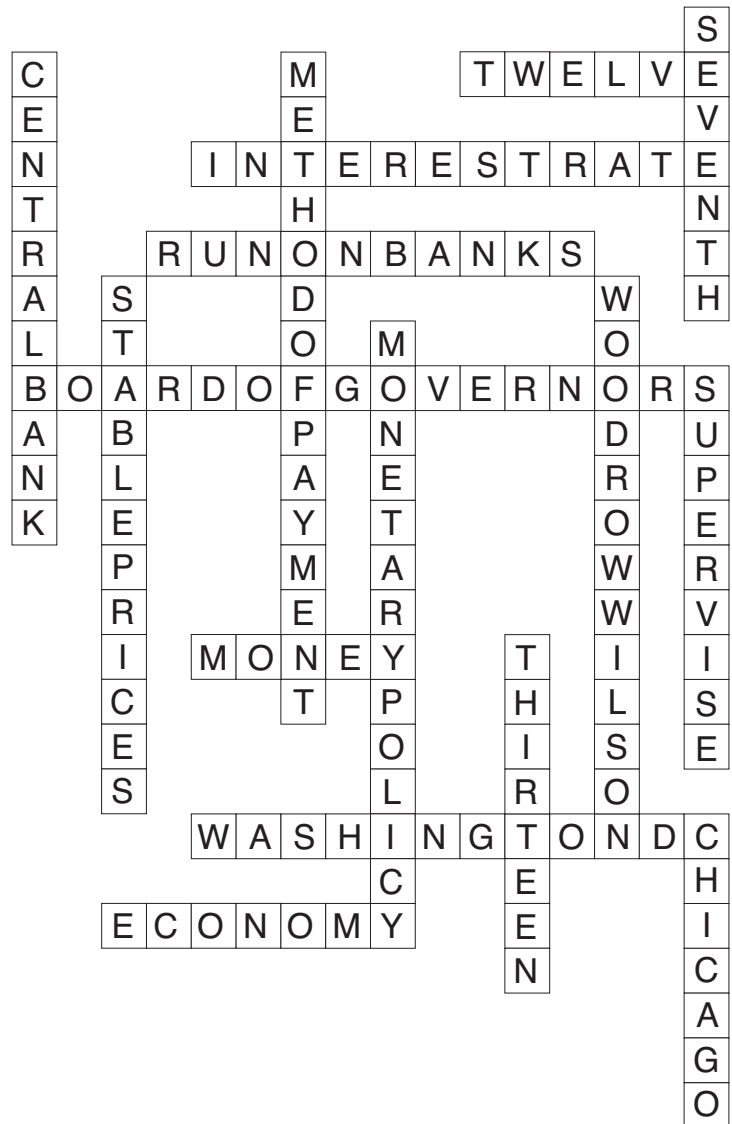 SEVENTH
CENTRALBANK
METHODOFPAYMENT
TWELVE
INTERESTRATE
RUNONBANKS
STABLEPRICES
WOODROWWILSON
MONETARYPOLICY
BOARDOFGOVERNORS
SUPERVISE
MONEY
THIRTEEN
WASHINGTONDC
CHICAGO
ECONOMY